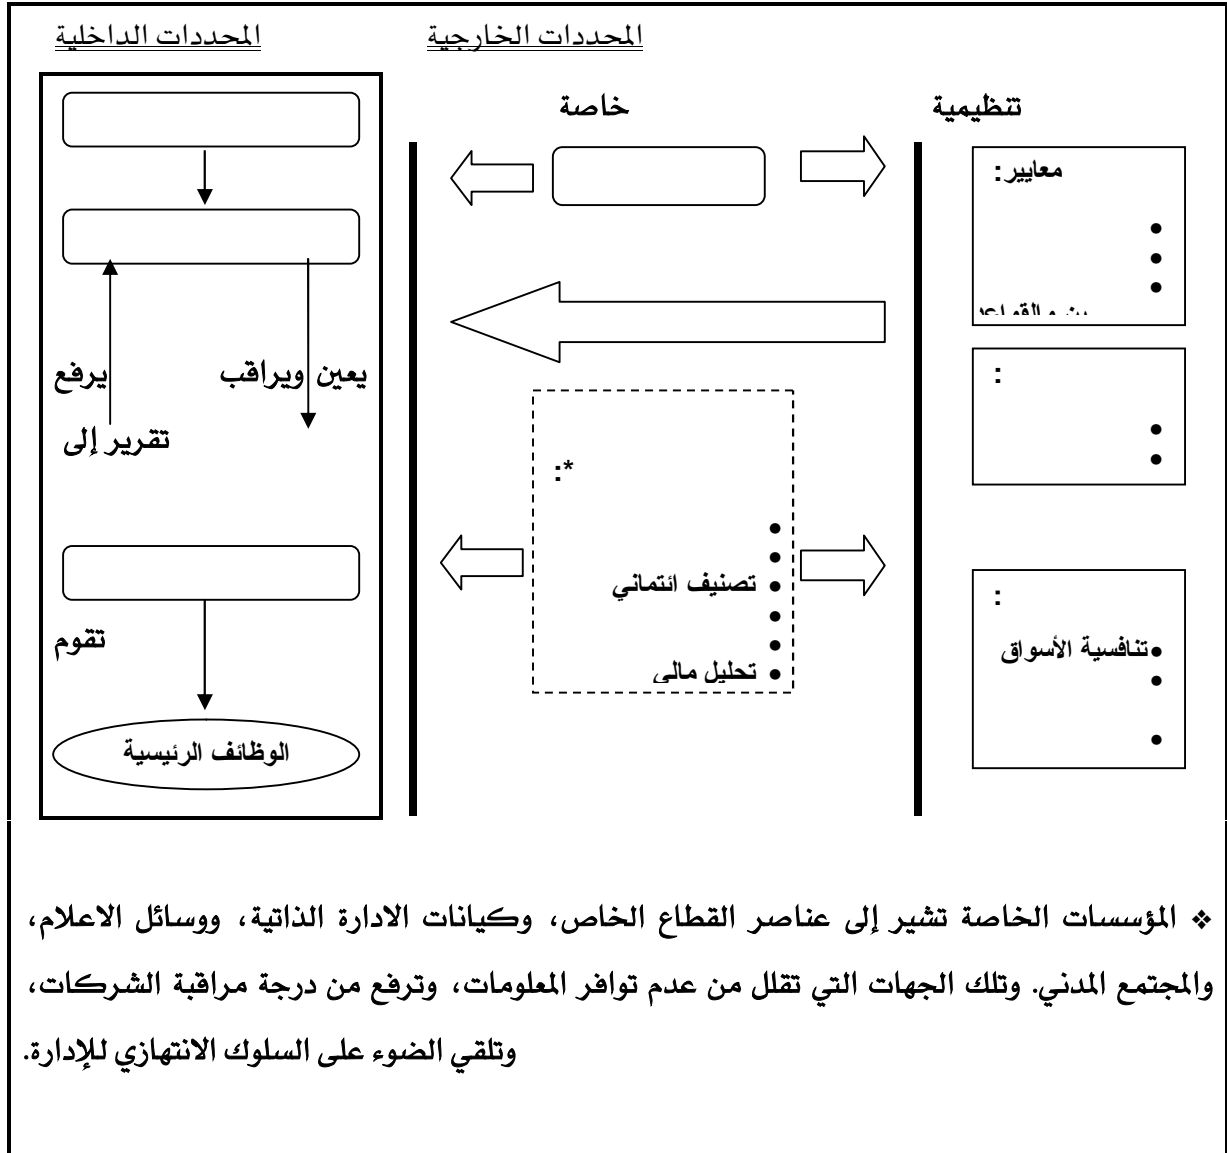 المحددات الخارجية
المحددات الداخلية
تنظيمية
خاصة
معايير:
•
•
•
والقواعد
:
•
•
:
• تنافسية الأسواق
•
•
*:
•
•
• تصنيف ائتماني
•
•
• تحليل مالي
يعين ويراقب
يرفع
تقرير إلى
تقوم
الوظائف الرئيسية
❖ المؤسسات الخاصة تشير إلى عناصر القطاع الخاص، وكيانات الادارة الذاتية، ووسائل الاعلام،
والمجتمع المدني. وتلك الجهات التي تقلل من عدم توافر المعلومات، وترفع من درجة مراقبة الشركات،
وتلقي الضوء على السلوك الانتهازي للإدارة.